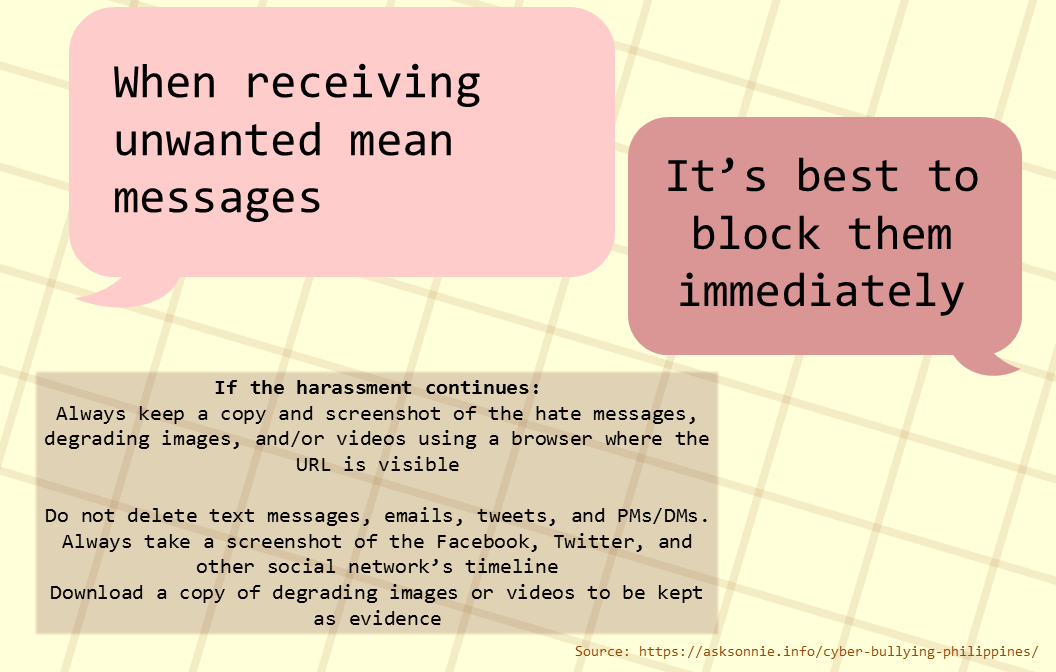 When receiving
unwanted mean
messages
It’s best to
block them
immediately
If the harassment continues:
Always keep a copy and screenshot of the hate messages,
degrading images, and/or videos using a browser where the
URL is visible
Do not delete text messages, emails, tweets, and PMs/DMs.
Always take a screenshot of the Facebook, Twitter, and
other social network’s timeline
Download a copy of degrading images or videos to be kept
as evidence
Source: https://asksonnie.info/cyber-bullying-philippines/